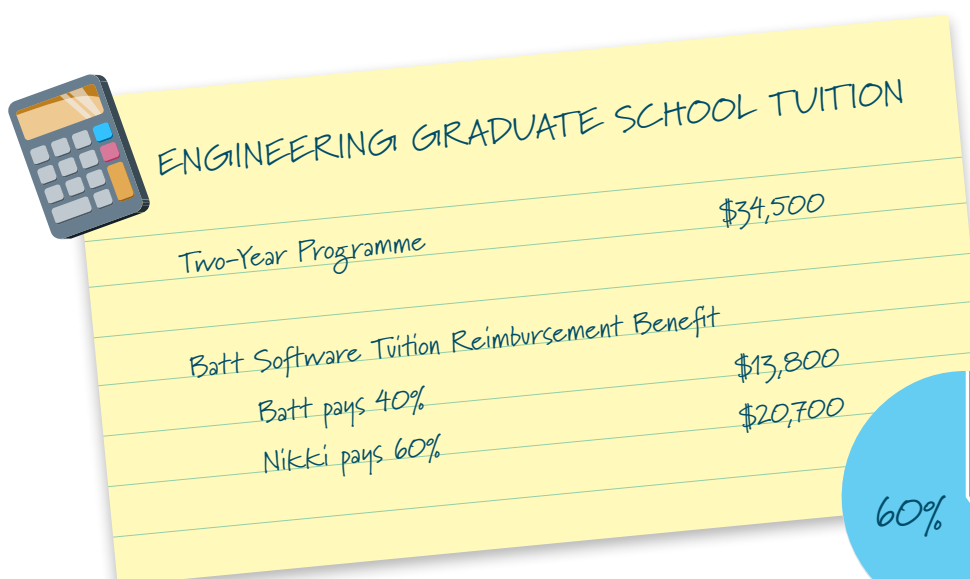 ENGINEERING GRADUATE SCHOOL TUITION
Two-Year Programme $34,500
Batt Software Tuition Reimbursement Benefit
Batt pays 40% $13,800
Nikki pays 60% $20,700
60%